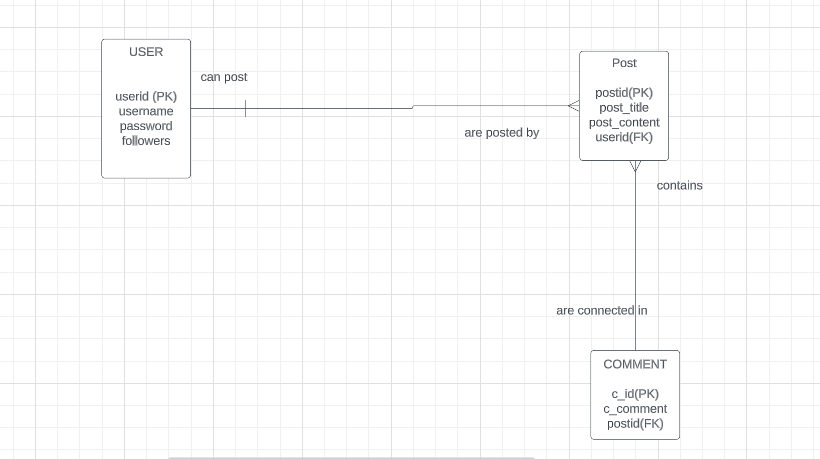 USER
userid (PK)
username
password
followers
can post
are posted by
Post
postid(PK)
post_title
post_content
userid(FK)
contains
are connected in
COMMENT
c_id(PK)
c_comment
postid(FK)